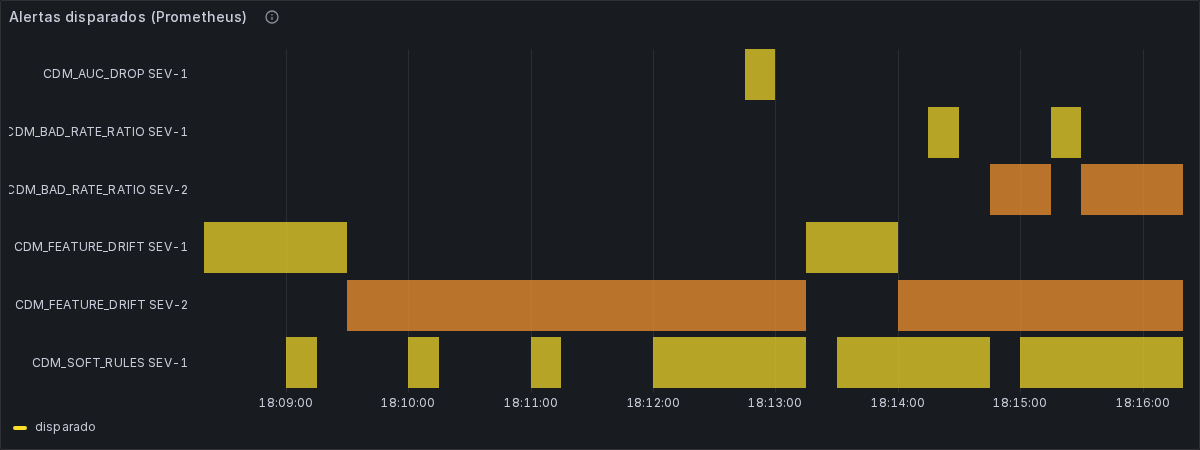 Alertas disparados (Prometheus)
CDM_AUC_DROP SEV-1
CDM_BAD_RATE_RATIO SEV-1
CDM_BAD_RATE_RATIO SEV-2
CDM_FEATURE_DRIFT SEV-1
CDM_FEATURE_DRIFT SEV-2
CDM_SOFT_RULES SEV-1
18:09:00 18:10:00 18:11:00 18:12:00 18:13:00 18:14:00 18:15:00 18:16:00
disparado